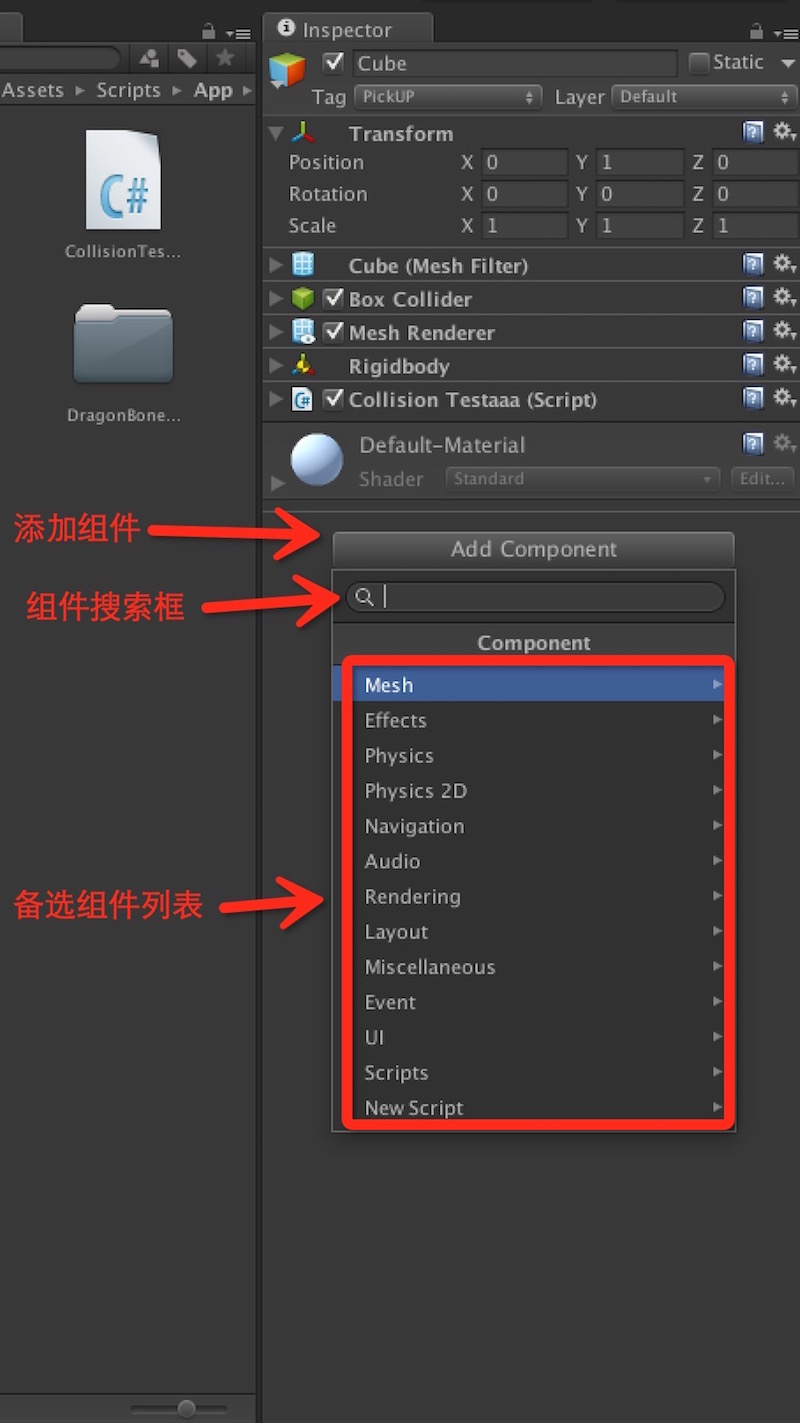 Inspector
Cube
Static
Tag PickUP Layer Default
Assets Scripts App
Transform
Position X 0 Y 1 Z 0
Rotation X 0 Y 0 Z 0
Scale X 1 Y 1 Z 1
C#
CollisionTes...
Cube (Mesh Filter)
Box Collider
Mesh Renderer
Rigidbody
C# Collision Testaaa (Script)
DragonBone...
Default-Material
Shader Standard Edit...
添加组件
Add Component
组件搜索框
Component
Mesh
Effects
Physics
Physics 2D
Navigation
Audio
备选组件列表
Rendering
Layout
Miscellaneous
Event
UI
Scripts
New Script